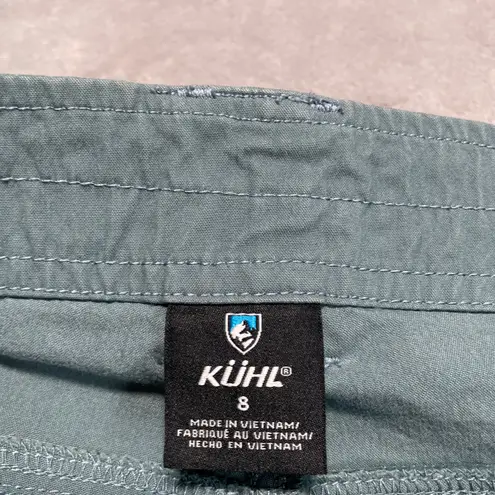 KÜHL®
8
MADE IN VIETNAM/
FABRIQUÉ AU VIETNAM/
HECHO EN VIETNAM